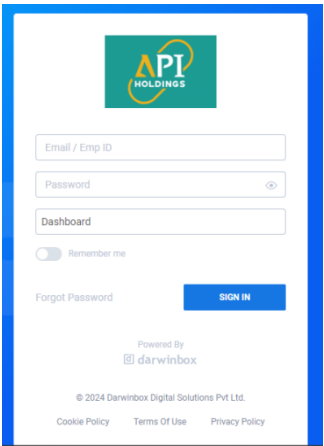 API
HOLDINGS
Email / Emp ID
Password
Dashboard
Remember me
Forgot Password
SIGN IN
Powered By
darwinbox
© 2024 Darwinbox Digital Solutions Pvt Ltd.
Cookie Policy Terms Of Use Privacy Policy